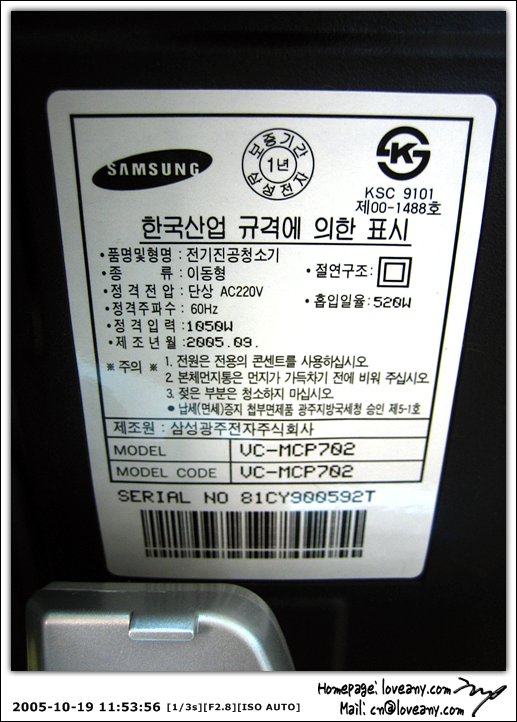 SAMSUNG
보증기간
1년
삼성전자
KSC 9101
제00-1488호
한국산업 규격에 의한 표시
• 품명및형명 : 전기진공청소기
• 종 류 : 이동형
• 절연구조:
• 정격전압 : 단상 AC220V
• 흡입일율 : 520W
• 정격주파수 : 60Hz
• 정격입력 : 1050W
• 제조년월 : 2005.09.
※ 주의 ※ 1. 전원은 전용의 콘센트를 사용하십시오.
2. 본체먼지통은 먼지가 가득차기 전에 비워 주십시오.
3. 젖은 부분은 청소하지 마십시오.
● 납세(면세)증지 첩부면제품 광주지방국세청 승인 제5-1호
제조원 : 삼성광주전자주식회사
MODEL VC-MCP702
MODEL CODE VC-MCP702
SERIAL NO 81CY900592T
Homepage: loveany.com
Mail: cn@loveany.com
2005-10-19 11:53:56 [1/3s][F2.8][ISO AUTO]